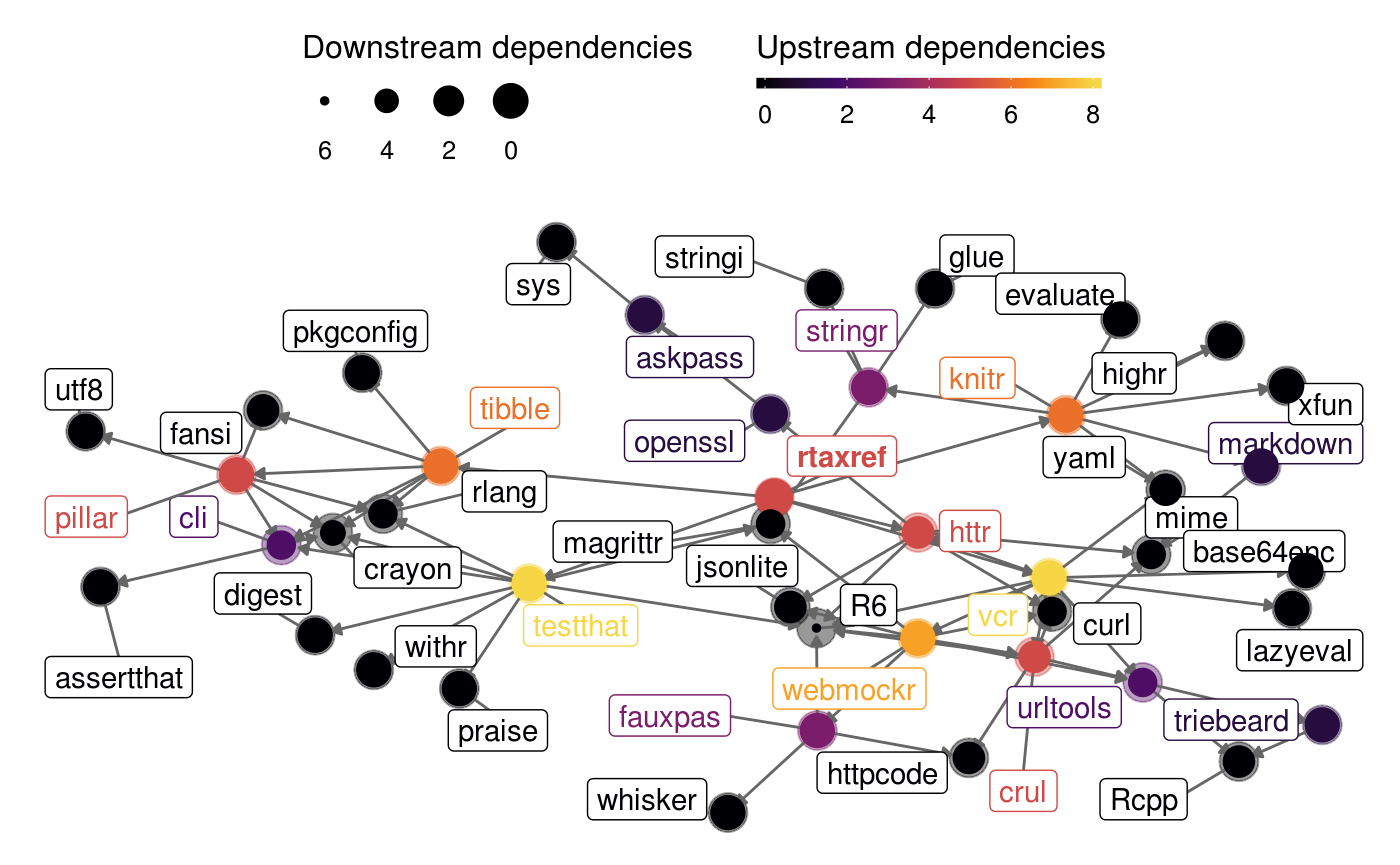 Downstream dependencies Upstream dependencies
6 4 2 0
0 2 4 6 8
sys
stringi
glue
evaluate
pkgconfig
stringr
askpass
highr
knitr
utf8
tibble
xfun
fansi
openssl
markdown
rtaxref
yaml
rlang
pillar
cli
mime
magrittr
httr
base64enc
crayon
jsonlite
digest
R6
vcr
curl
testthat
withr
lazyeval
assertthat
webmockr
urltools
fauxpas
triebeard
praise
httpcode
crul
whisker
Rcpp